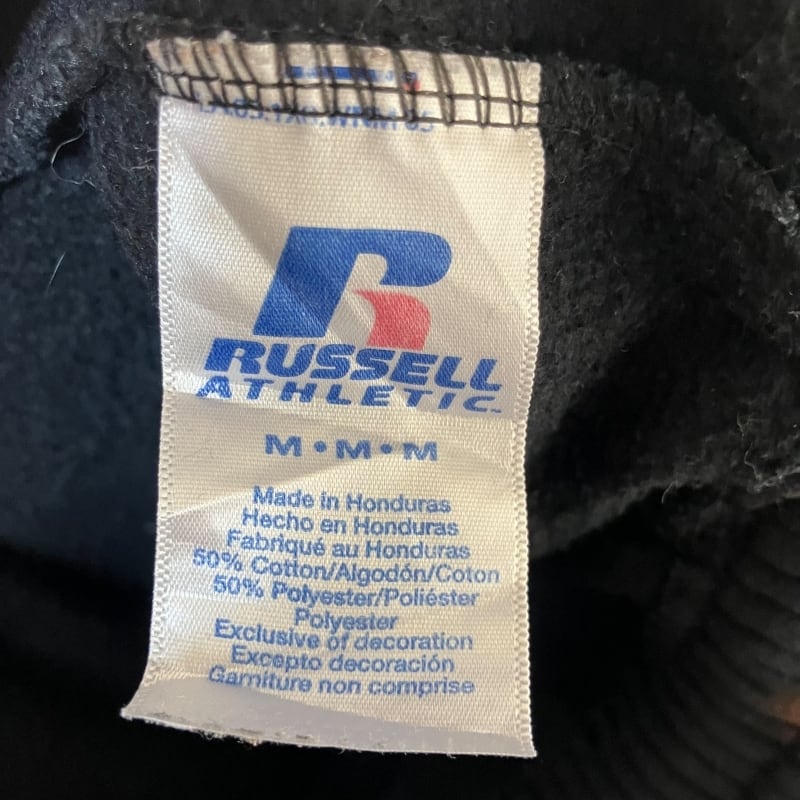 RUSSELL
ATHLETIC
M • M • M
Made in Honduras
Hecho en Honduras
Fabriqué au Honduras
50% Cotton/Algodón/Coton
50% Polyester/Poliéster
Polyester
Exclusive of decoration
Excepto decoración
Garniture non comprise